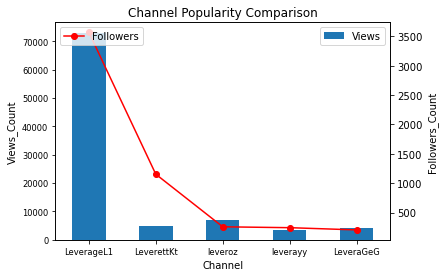 Channel Popularity Comparison
Followers
Views
Views_Count
70000
60000
50000
40000
30000
20000
10000
0
3500
3000
2500
2000
1500
1000
500
Followers_Count
LeverageL1
LeverettKt
leveroz
leverayy
LeveraGeG
Channel